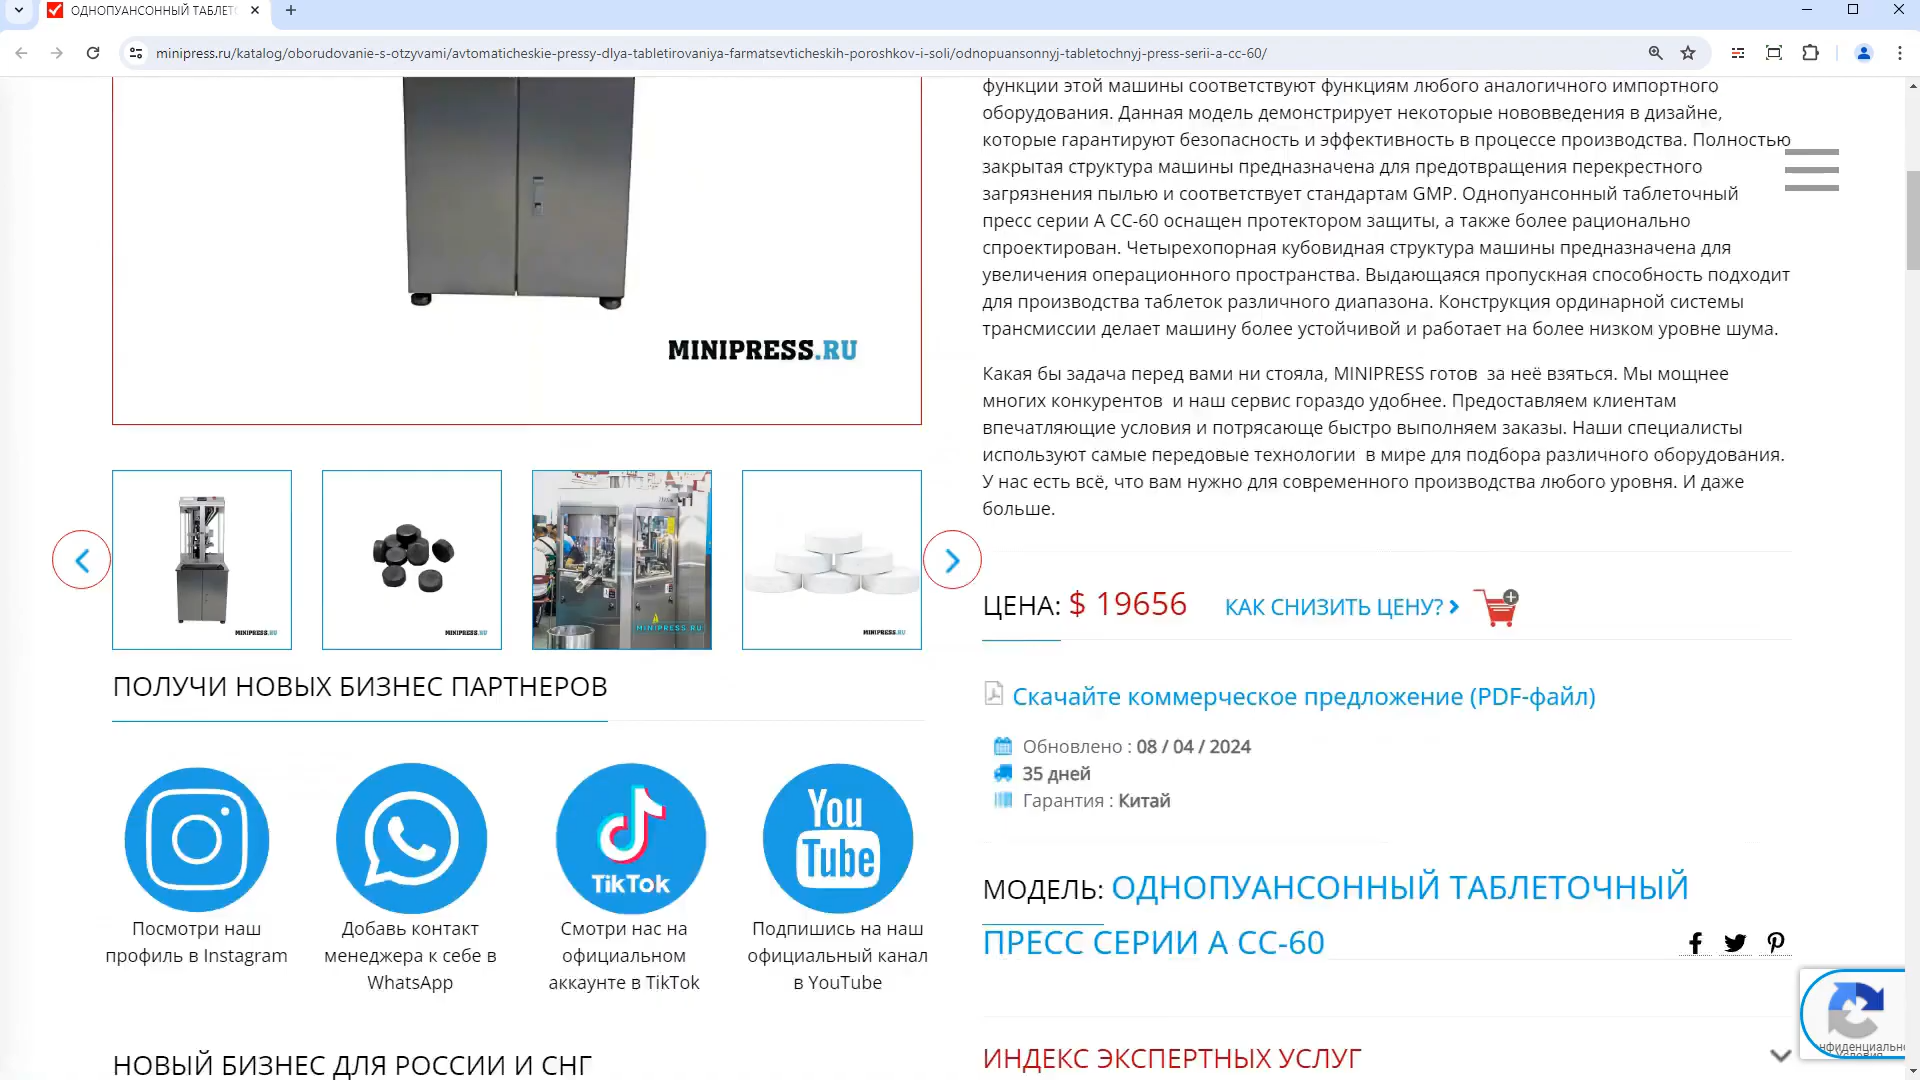 ОДНОПУАНСОННЫЙ ТАБЛЕТ
minipress.ru/katalog/oborudovanie-s-otzyvami/avtomaticheskie-pressy-dlya-tabletirovaniya-farmatsevticheskih-poroshkov-i-soli/odnopuansonnyj-tabletochnyj-press-serii-a-cc-60/
MINIPRESS.RU
MINIPRESS.RU
MINIPRESS.RU
MINIPRESS.RU
MINIPRESS.RU
ПОЛУЧИ НОВЫХ БИЗНЕС ПАРТНЕРОВ
TikTok
You
Tube
Посмотри наш
профиль в Instagram
Добавь контакт
менеджера к себе в
WhatsApp
Смотри нас на
официальном
аккаунте в TikTok
Подпишись на наш
официальный канал
в YouTube
НОВЫЙ БИЗНЕС ДЛЯ РОССИИ И СНГ
функции этой машины соответствуют функциям любого аналогичного импортного
оборудования. Данная модель демонстрирует некоторые нововведения в дизайне,
которые гарантируют безопасность и эффективность в процессе производства. Полностью
закрытая структура машины предназначена для предотвращения перекрестного
загрязнения пылью и соответствует стандартам GMP. Однопуансонный таблеточный
пресс серии А СС-60 оснащен протектором защиты, а также более рационально
спроектирован. Четырехопорная кубовидная структура машины предназначена для
увеличения операционного пространства. Выдающаяся пропускная способность подходит
для производства таблеток различного диапазона. Конструкция ординарной системы
трансмиссии делает машину более устойчивой и работает на более низком уровне шума.
Какая бы задача перед вами ни стояла, MINIPRESS готов за неё взяться. Мы мощнее
многих конкурентов и наш сервис гораздо удобнее. Предоставляем клиентам
впечатляющие условия и потрясающе быстро выполняем заказы. Наши специалисты
используют самые передовые технологии в мире для подбора различного оборудования.
У нас есть всё, что вам нужно для современного производства любого уровня. И даже
больше.
ЦЕНА: $ 19656 КАК СНИЗИТЬ ЦЕНУ?
Скачайте коммерческое предложение (PDF-файл)
Обновлено : 08 / 04 / 2024
35 дней
Гарантия : Китай
МОДЕЛЬ: ОДНОПУАНСОННЫЙ ТАБЛЕТОЧНЫЙ
ПРЕСС СЕРИИ А СС-60
ИНДЕКС ЭКСПЕРТНЫХ УСЛУГ